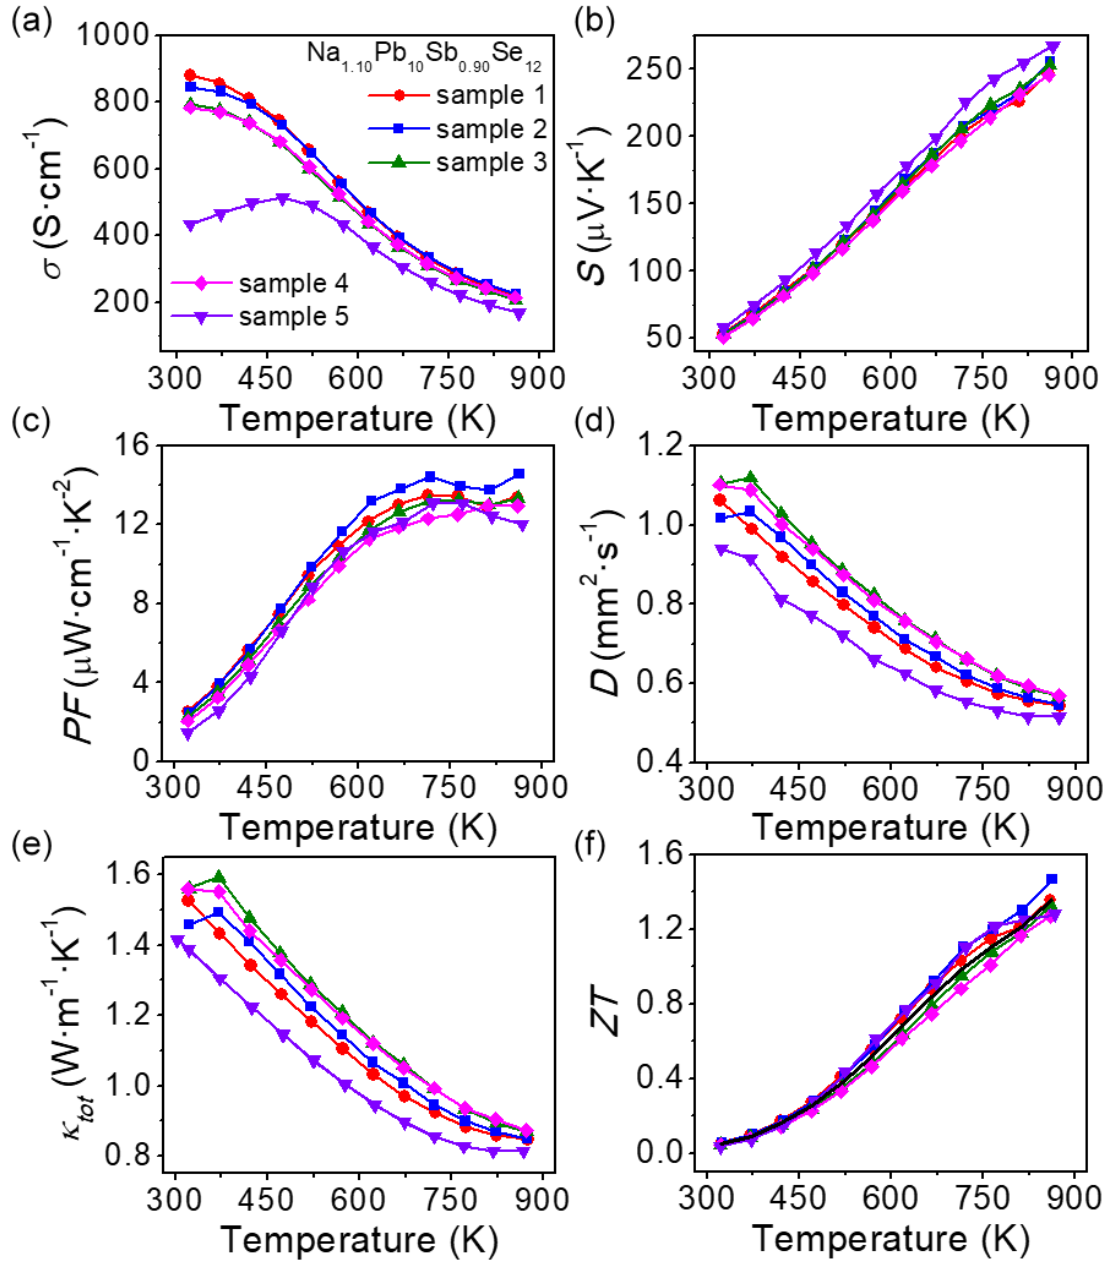 (a)
1000
800
600
400
200
σ (S·cm⁻¹)
Na₁.₁₀Pb₁₀Sb₀.₉₀Se₁₂
sample 1
sample 2
sample 3
sample 4
sample 5
300 450 600 750 900
Temperature (K)
(b)
250
200
150
100
50
S (μV·K⁻¹)
300 450 600 750 900
Temperature (K)
(c)
16
12
8
4
0
PF (μW·cm⁻¹·K⁻²)
300 450 600 750 900
Temperature (K)
(d)
1.2
1.0
0.8
0.6
0.4
D (mm²·s⁻¹)
300 450 600 750 900
Temperature (K)
(e)
1.6
1.4
1.2
1.0
0.8
κtot (W·m⁻¹·K⁻¹)
300 450 600 750 900
Temperature (K)
(f)
1.6
1.2
0.8
0.4
0.0
ZT
300 450 600 750 900
Temperature (K)